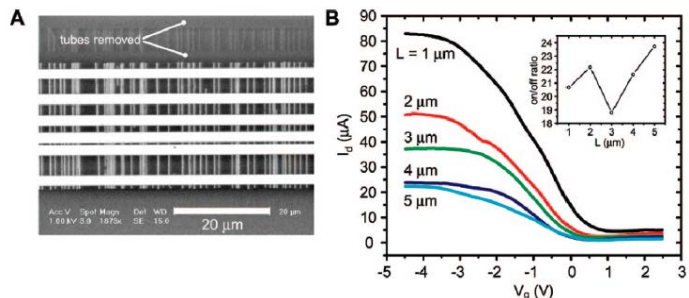 A
tubes removed
Acc.V Spot Magn Det WD
1.00 kV 3.0 1073x SE 15.0
20 μm
20 μm
B
90
80
70
60
50
40
30
20
10
0
I_d (μA)
L = 1 μm
2 μm
3 μm
4 μm
5 μm
-5 -4 -3 -2 -1 0 1 2 3
V_g (V)
24
23
22
21
20
19
18
on/off ratio
1 2 3 4 5
L (μm)